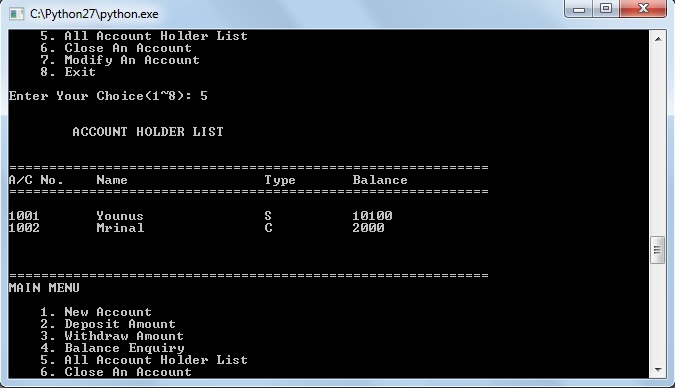 C:\Python27\python.exe
5. All Account Holder List
6. Close An Account
7. Modify An Account
8. Exit
Enter Your Choice(1~8): 5
ACCOUNT HOLDER LIST
============================================================
A/C No. Name Type Balance
============================================================
1001 Younus S 10100
1002 Mrinal C 2000
============================================================
MAIN MENU
1. New Account
2. Deposit Amount
3. Withdraw Amount
4. Balance Enquiry
5. All Account Holder List
6. Close An Account